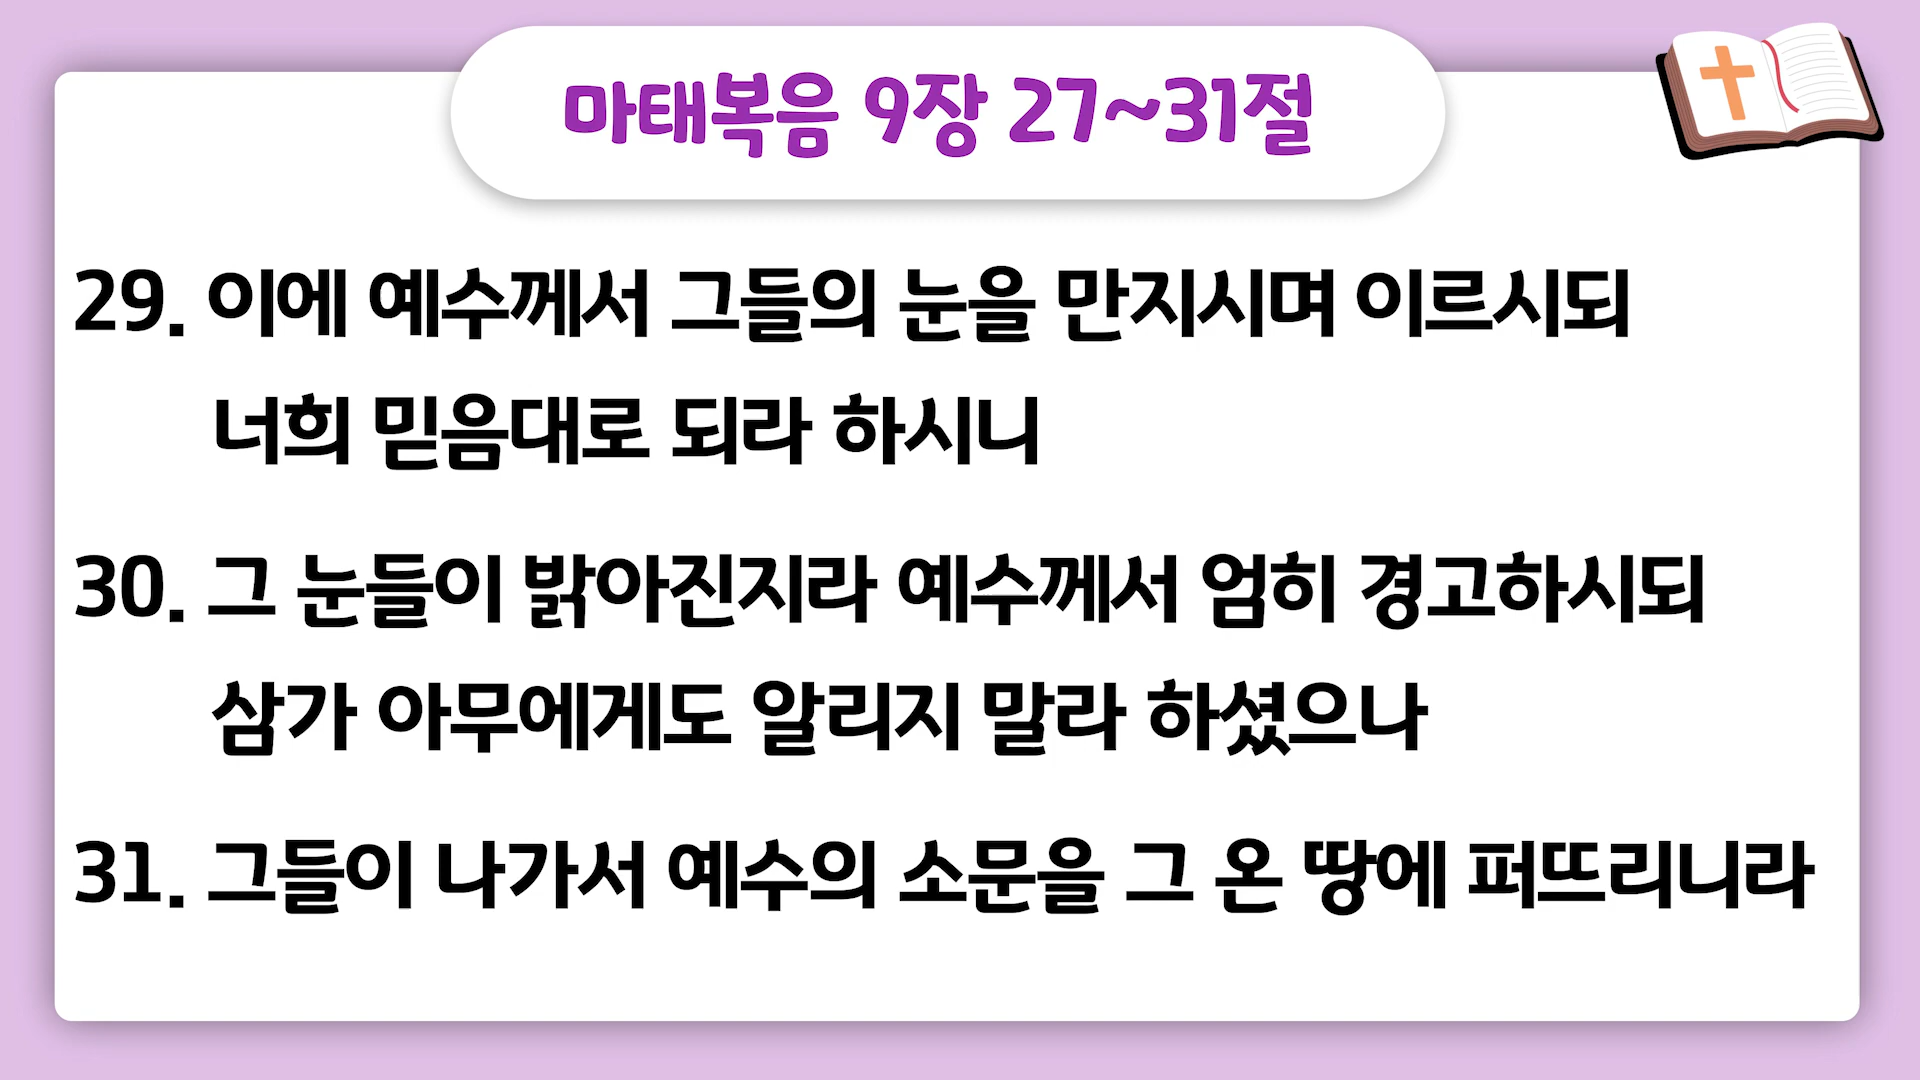 마태복음 9장 27~31절
29. 이에 예수께서 그들의 눈을 만지시며 이르시되
너희 믿음대로 되라 하시니
30. 그 눈들이 밝아진지라 예수께서 엄히 경고하시되
삼가 아무에게도 알리지 말라 하셨으나
31. 그들이 나가서 예수의 소문을 그 온 땅에 퍼뜨리니라